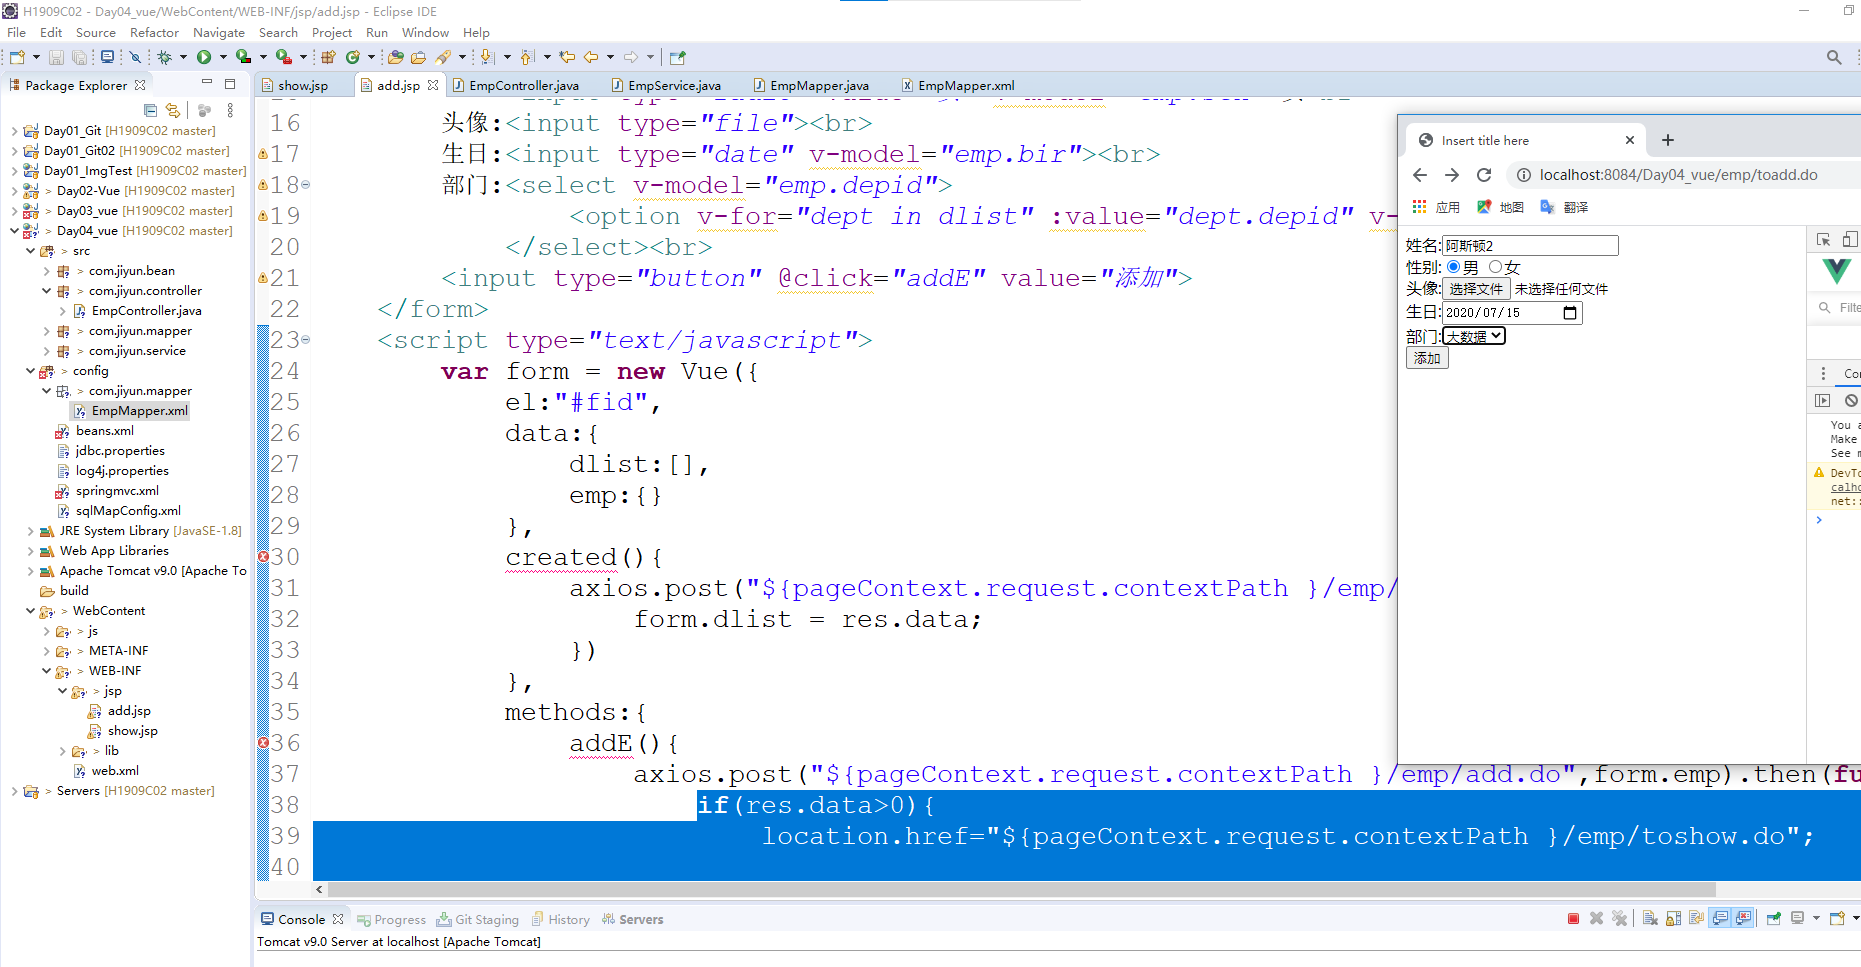 H1909C02 - Day04_vue/WebContent/WEB-INF/jsp/add.jsp - Eclipse IDE
File Edit Source Refactor Navigate Search Project Run Window Help
Package Explorer
Day01_Git [H1909C02 master]
Day01_Git02 [H1909C02 master]
Day01_ImgTest [H1909C02 master]
> Day02-Vue [H1909C02 master]
> Day03_vue [H1909C02 master]
> Day04_vue [H1909C02 master]
> src
> com.jiyun.bean
> com.jiyun.controller
> EmpController.java
> com.jiyun.mapper
> com.jiyun.service
> config
> com.jiyun.mapper
EmpMapper.xml
beans.xml
jdbc.properties
log4j.properties
springmvc.xml
sqlMapConfig.xml
JRE System Library [JavaSE-1.8]
Web App Libraries
Apache Tomcat v9.0 [Apache To
build
> WebContent
> js
> META-INF
> WEB-INF
> jsp
add.jsp
show.jsp
> lib
web.xml
> Servers [H1909C02 master]
show.jsp add.jsp EmpController.java EmpService.java EmpMapper.java EmpMapper.xml
16 头像:<input type="file"><br>
17 生日:<input type="date" v-model="emp.bir"><br>
18 部门:<select v-model="emp.depid">
19 <option v-for="dept in dlist" :value="dept.depid" v-
20 </select><br>
21 <input type="button" @click="addE" value="添加">
22 </form>
23 <script type="text/javascript">
24 var form = new Vue({
25 el:"#fid",
26 data:{
27 dlist:[],
28 emp:{}
29 },
30 created(){
31 axios.post("${pageContext.request.contextPath }/emp/
32 form.dlist = res.data;
33 })
34 },
35 methods:{
36 addE(){
37 axios.post("${pageContext.request.contextPath }/emp/add.do",form.emp).then(fu
38 if(res.data>0){
39 location.href="${pageContext.request.contextPath }/emp/toshow.do";
40
Insert title here
localhost:8084/Day04_vue/emp/toadd.do
应用 地图 翻译
姓名:阿斯顿2
性别:男 女
头像:选择文件 未选择任何文件
生日:2020/07/15
部门:大数据
添加
Filte
Co
You a
Make
See m
DevTo
calho
net::
Console Progress Git Staging History Servers
Tomcat v9.0 Server at localhost [Apache Tomcat]